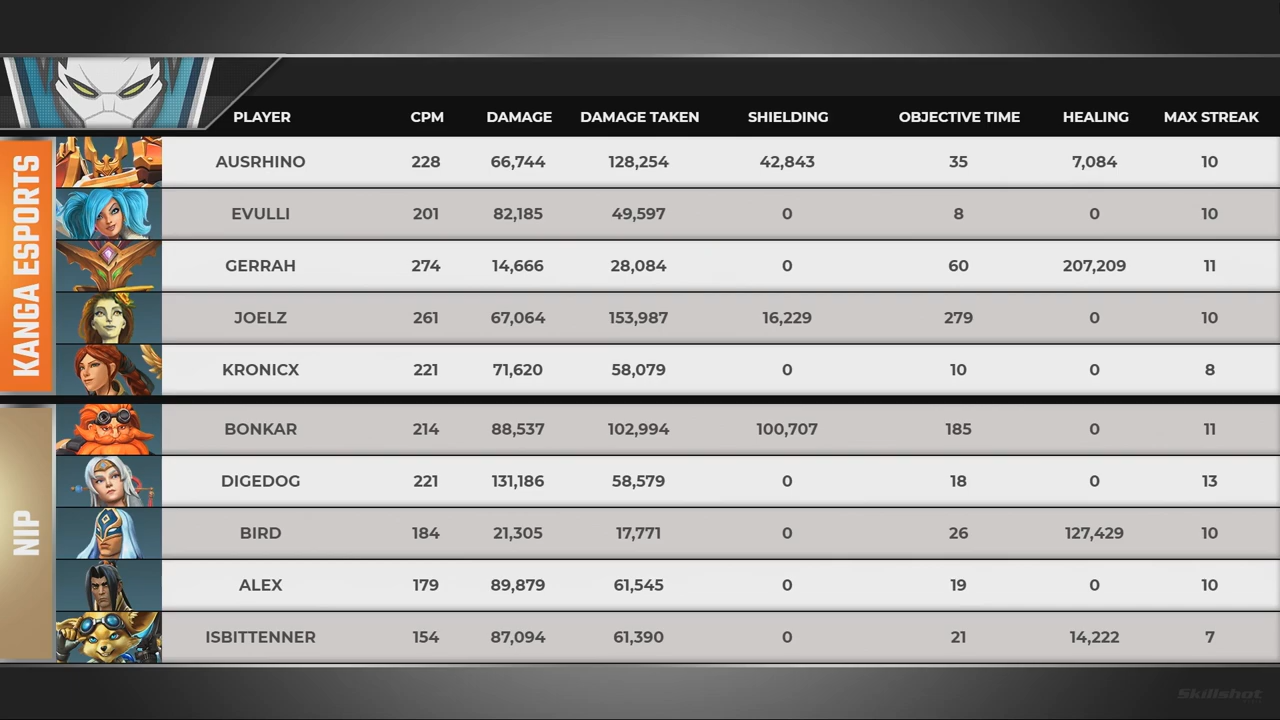 PLAYER CPM DAMAGE DAMAGE TAKEN SHIELDING OBJECTIVE TIME HEALING MAX STREAK
KANGA ESPORTS
AUSRHINO 228 66,744 128,254 42,843 35 7,084 10
EVULLI 201 82,185 49,597 0 8 0 10
GERRAH 274 14,666 28,084 0 60 207,209 11
JOELZ 261 67,064 153,987 16,229 279 0 10
KRONICX 221 71,620 58,079 0 10 0 8
NIP
BONKAR 214 88,537 102,994 100,707 185 0 11
DIGEDOG 221 131,186 58,579 0 18 0 13
BIRD 184 21,305 17,771 0 26 127,429 10
ALEX 179 89,879 61,545 0 19 0 10
ISBITTENNER 154 87,094 61,390 0 21 14,222 7
Skillshot